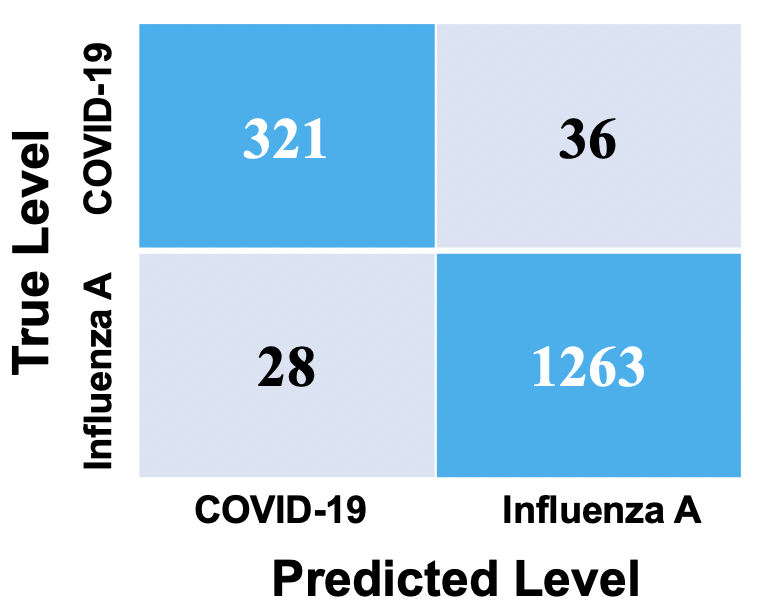 True Level
COVID-19
321
36
Influenza A
28
1263
COVID-19
Influenza A
Predicted Level